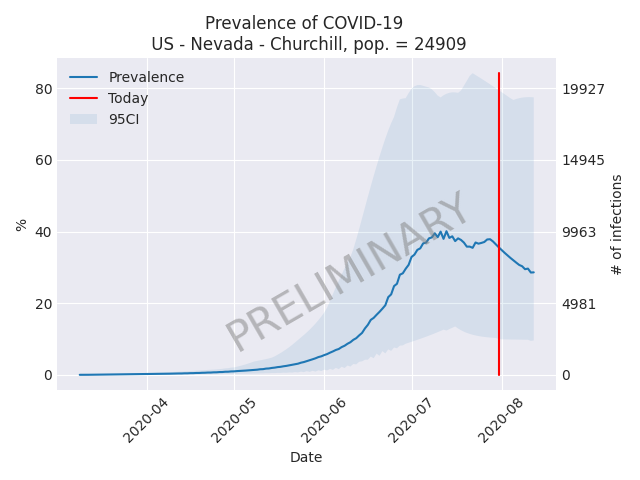 Prevalence of COVID-19
US - Nevada - Churchill, pop. = 24909
Prevalence
Today
95CI
80
60
40
20
0
%
19927
14945
9963
4981
0
# of infections
PRELIMINARY
2020-04
2020-05
2020-06
2020-07
2020-08
Date